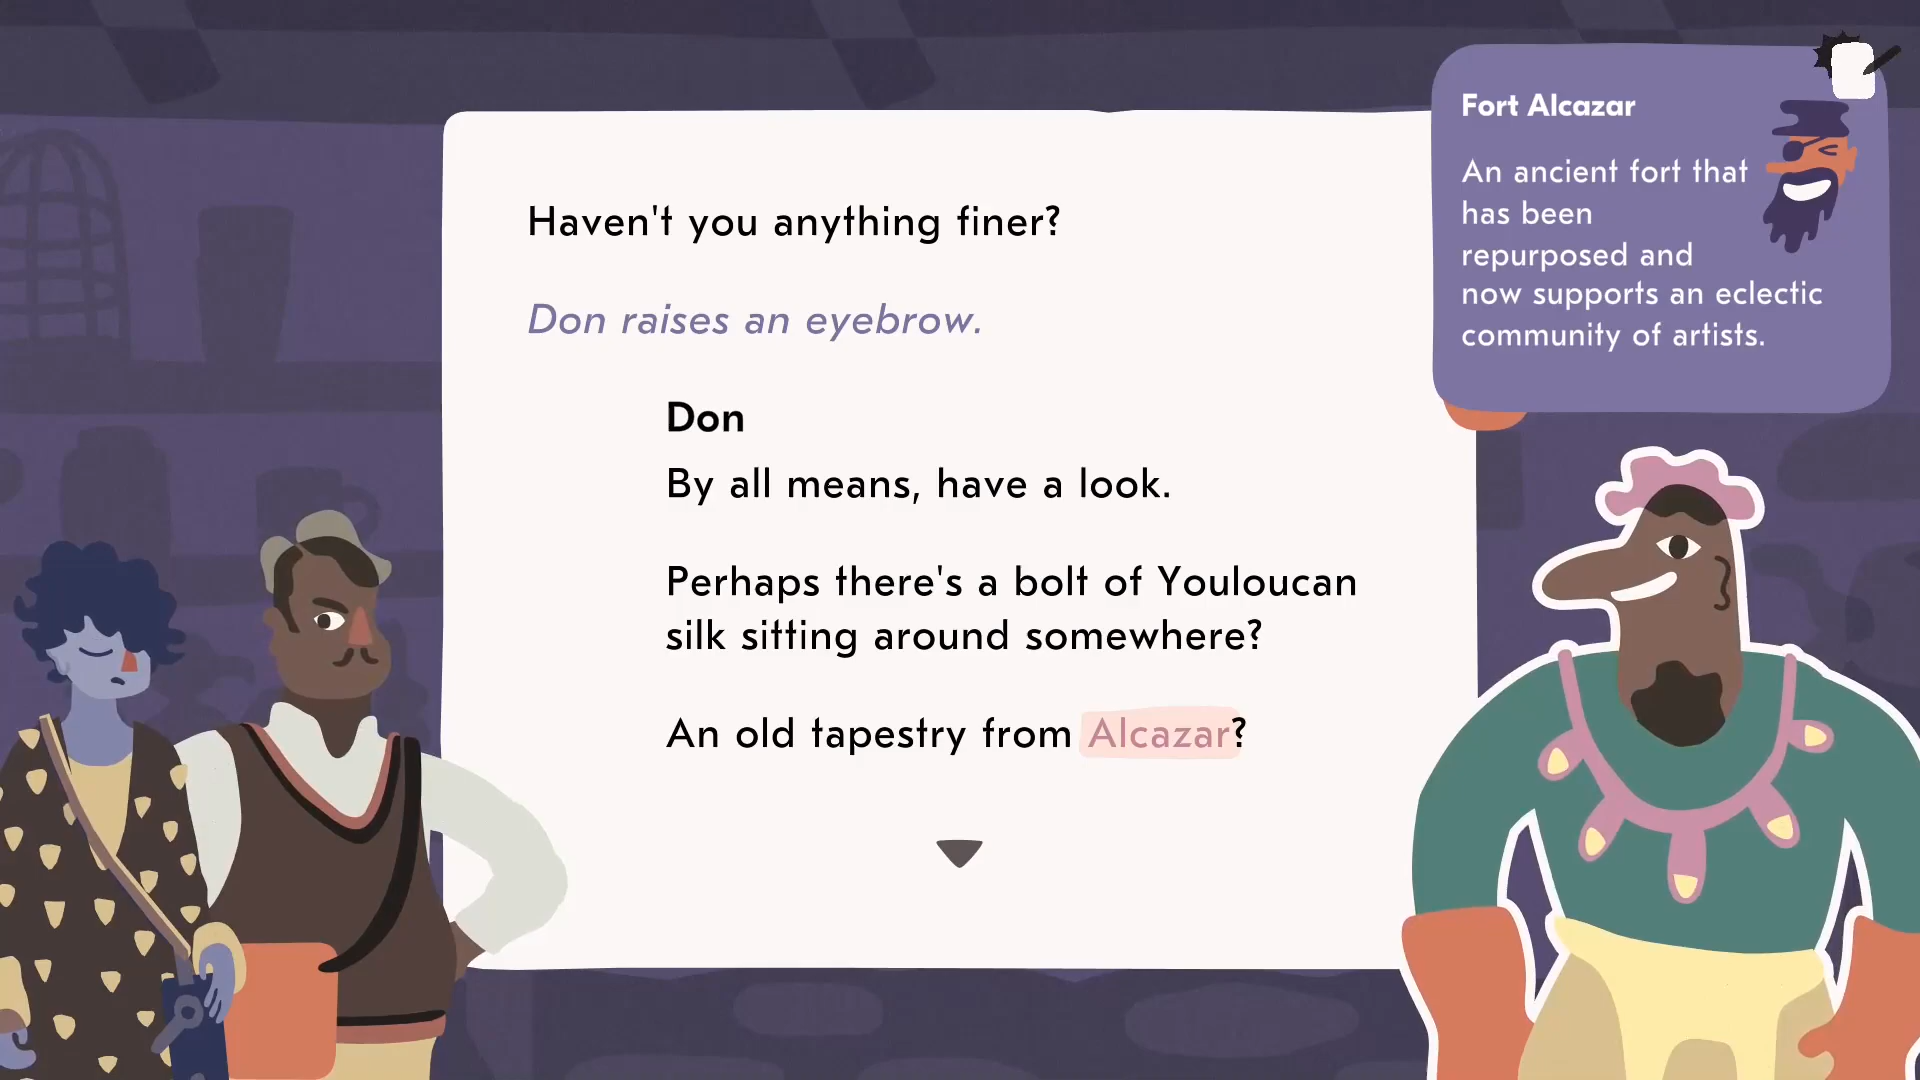 Haven't you anything finer?
Don raises an eyebrow.
Don
By all means, have a look.
Perhaps there's a bolt of Youloucan
silk sitting around somewhere?
An old tapestry from Alcazar?
Fort Alcazar
An ancient fort that
has been
repurposed and
now supports an eclectic
community of artists.